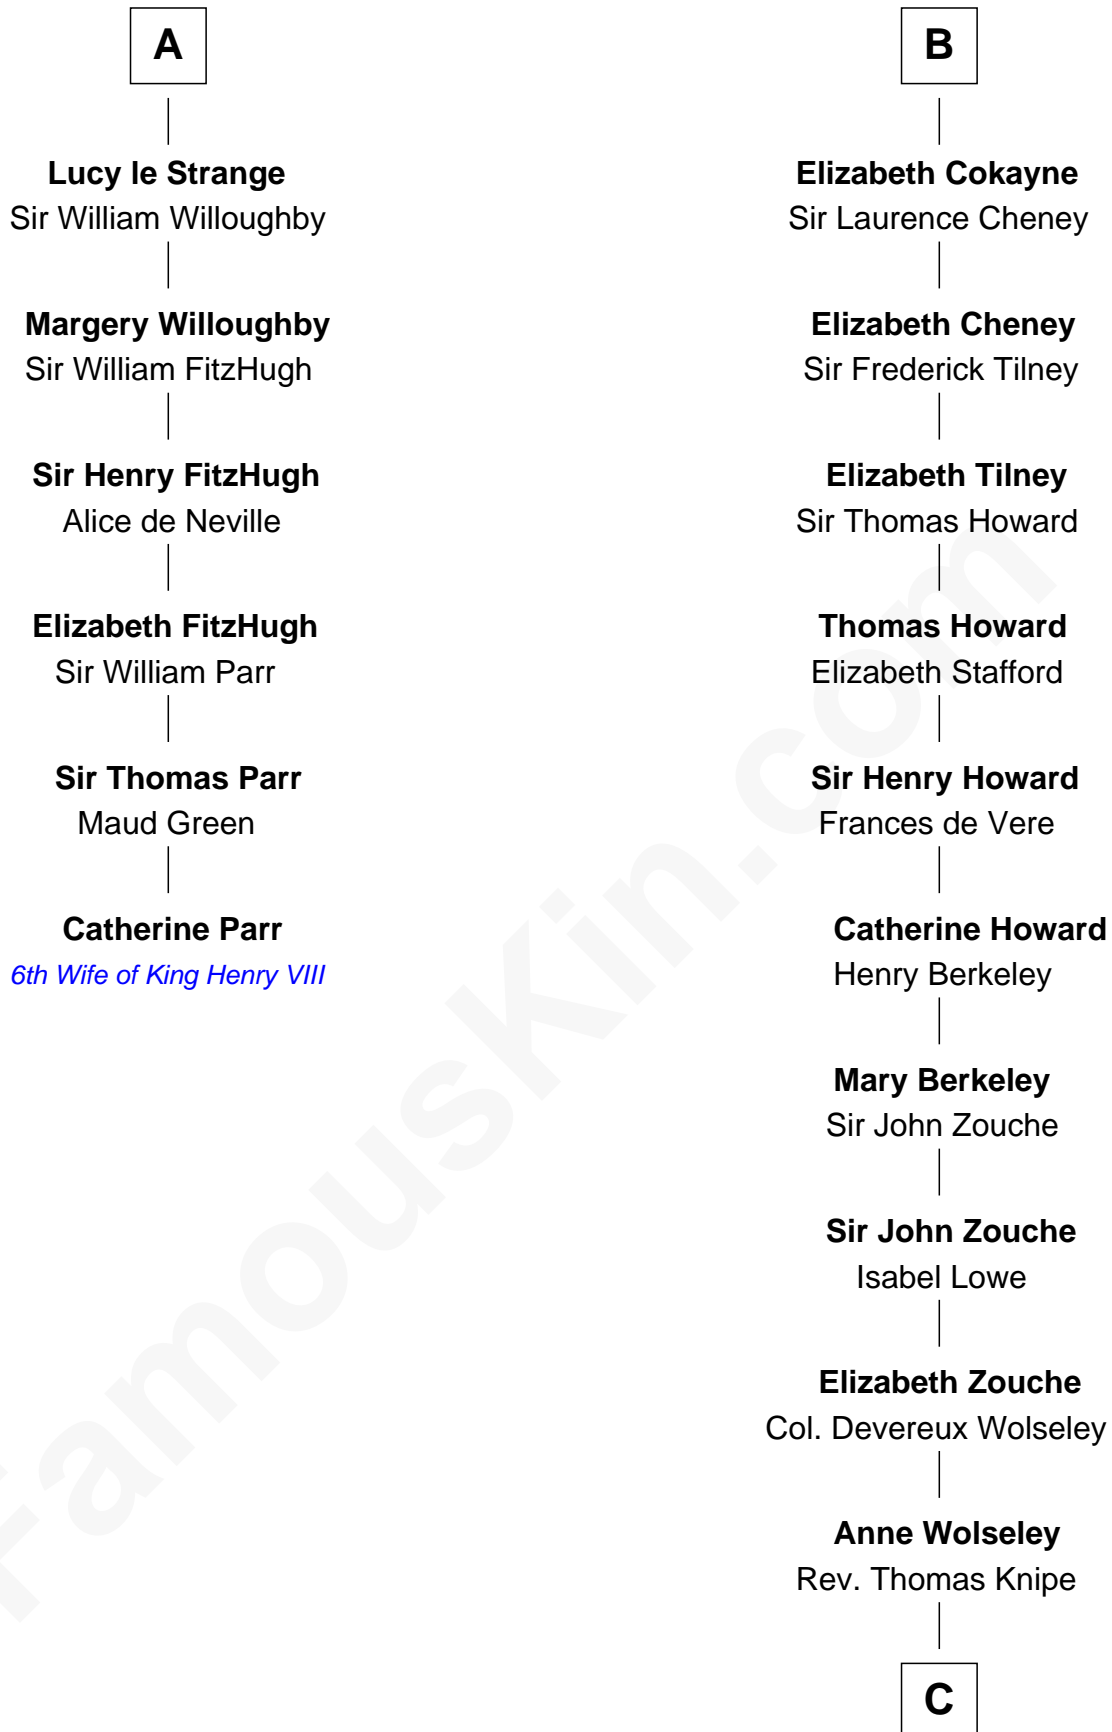 A
Lucy le Strange
Sir William Willoughby
Margery Willoughby
Sir William FitzHugh
Sir Henry FitzHugh
Alice de Neville
Elizabeth FitzHugh
Sir William Parr
Sir Thomas Parr
Maud Green
Catherine Parr
6th Wife of King Henry VIII
B
Elizabeth Cokayne
Sir Laurence Cheney
Elizabeth Cheney
Sir Frederick Tilney
Elizabeth Tilney
Sir Thomas Howard
Thomas Howard
Elizabeth Stafford
Sir Henry Howard
Frances de Vere
Catherine Howard
Henry Berkeley
Mary Berkeley
Sir John Zouche
Sir John Zouche
Isabel Lowe
Elizabeth Zouche
Col. Devereux Wolseley
Anne Wolseley
Rev. Thomas Knipe
C
FamousKin.com